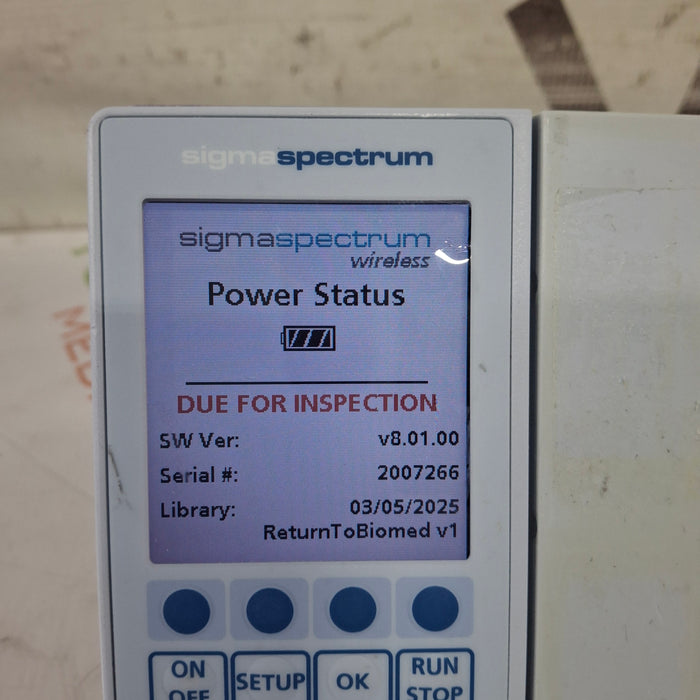 sigmaspectrum
sigmaspectrum
wireless
Power Status
DUE FOR INSPECTION
SW Ver: v8.01.00
Serial #: 2007266
Library: 03/05/2025
ReturnToBiomed v1
ON OFF
SETUP
OK
RUN STOP